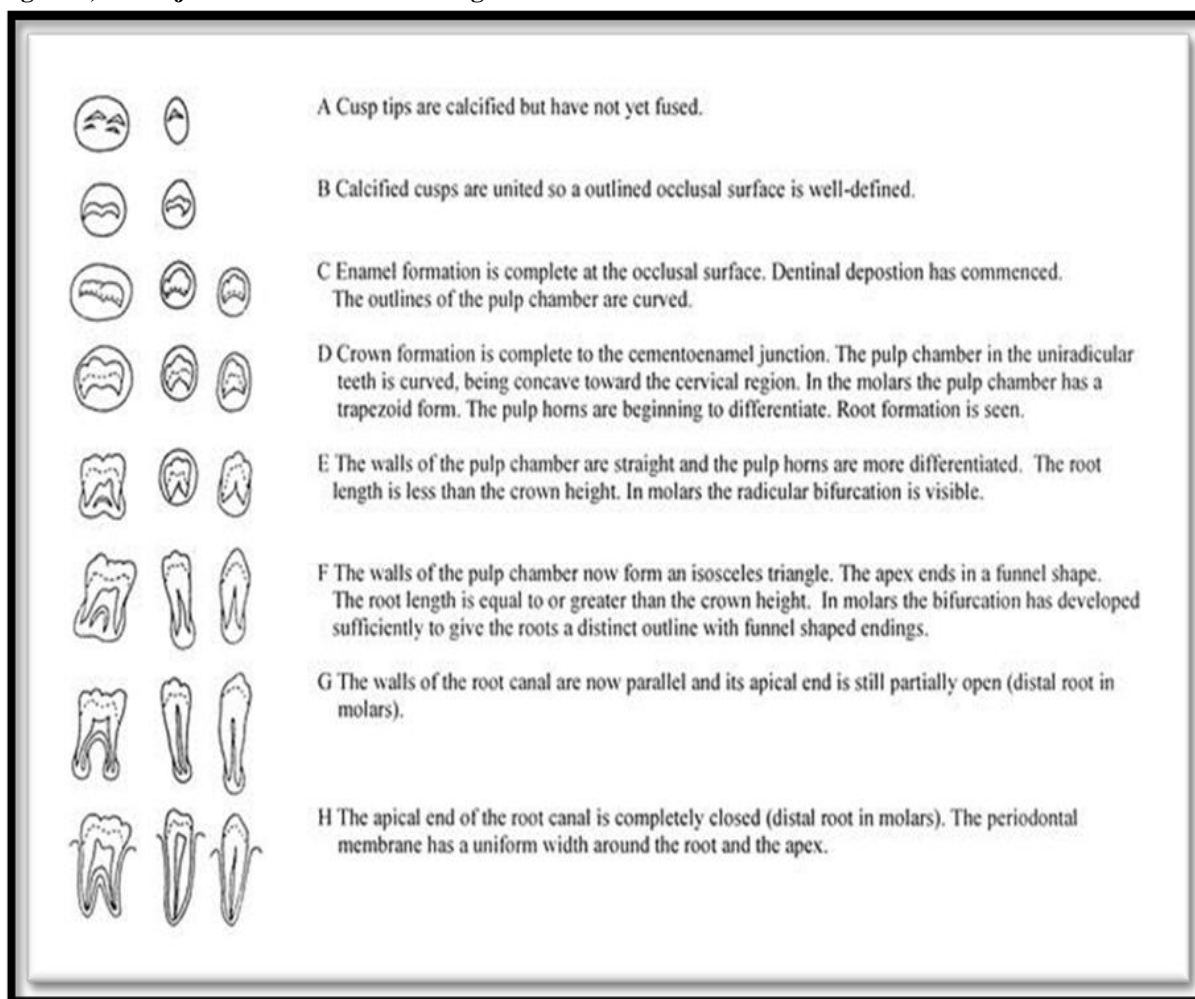 A Cusp tips are calcified but have not yet fused.
B Calcified cusps are united so a outlined occlusal surface is well-defined.
C Enamel formation is complete at the occlusal surface. Dentinal depostion has commenced.
The outlines of the pulp chamber are curved.
D Crown formation is complete to the cementoenamel junction. The pulp chamber in the uniradicular
teeth is curved, being concave toward the cervical region. In the molars the pulp chamber has a
trapezoid form. The pulp horns are beginning to differentiate. Root formation is seen.
E The walls of the pulp chamber are straight and the pulp horns are more differentiated. The root
length is less than the crown height. In molars the radicular bifurcation is visible.
F The walls of the pulp chamber now form an isosceles triangle. The apex ends in a funnel shape.
The root length is equal to or greater than the crown height. In molars the bifurcation has developed
sufficiently to give the roots a distinct outline with funnel shaped endings.
G The walls of the root canal are now parallel and its apical end is still partially open (distal root in
molars).
H The apical end of the root canal is completely closed (distal root in molars). The periodontal
membrane has a uniform width around the root and the apex.